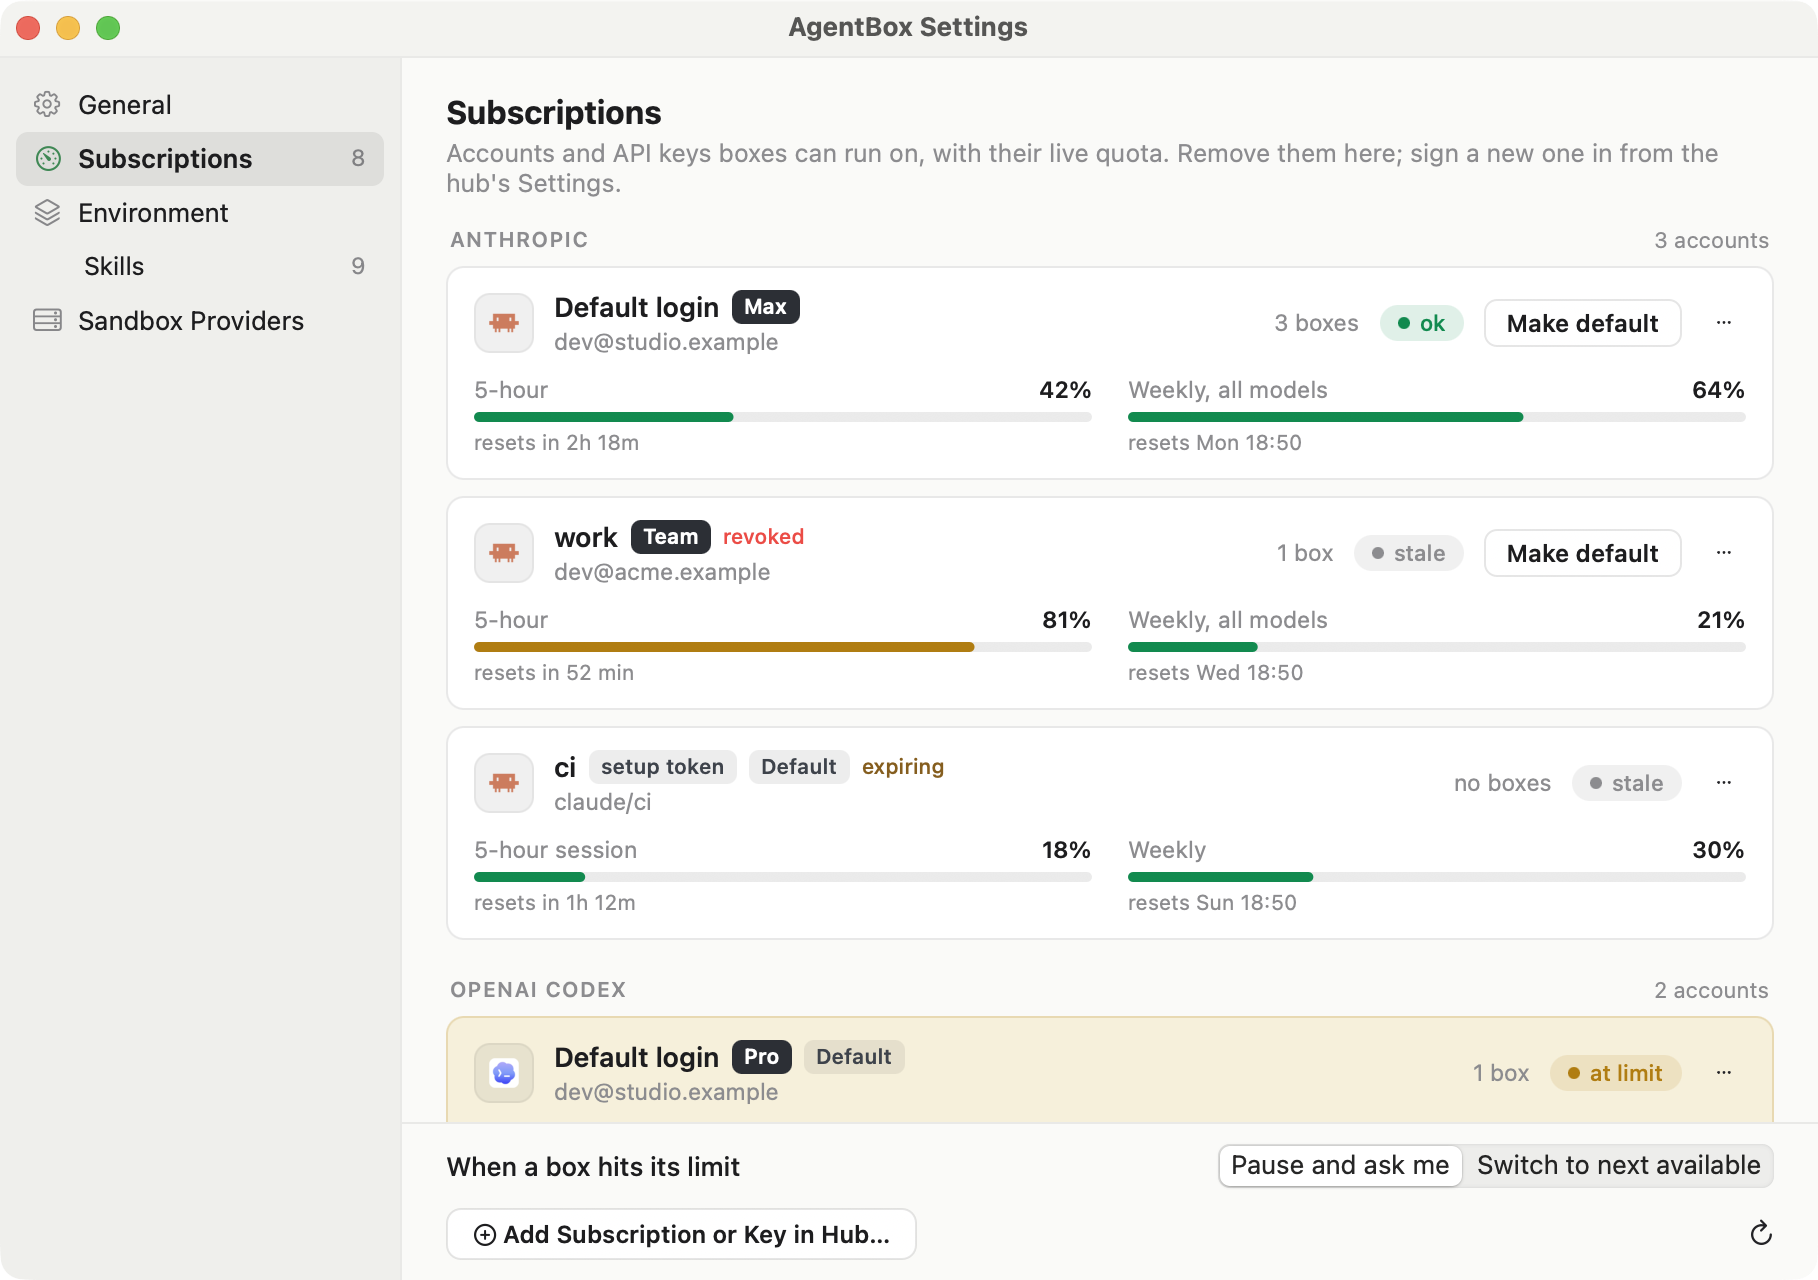 AgentBox Settings
General
Subscriptions 8
Environment
Skills 9
Sandbox Providers
Subscriptions
Accounts and API keys boxes can run on, with their live quota. Remove them here; sign a new one in from the
hub's Settings.
ANTHROPIC 3 accounts
Default login Max
dev@studio.example
3 boxes ok Make default ...
5-hour 42%
resets in 2h 18m
Weekly, all models 64%
resets Mon 18:50
work Team revoked
dev@acme.example
1 box stale Make default ...
5-hour 81%
resets in 52 min
Weekly, all models 21%
resets Wed 18:50
ci setup token Default expiring
claude/ci
no boxes stale ...
5-hour session 18%
resets in 1h 12m
Weekly 30%
resets Sun 18:50
OPENAI CODEX 2 accounts
Default login Pro Default
dev@studio.example
1 box at limit ...
When a box hits its limit
Pause and ask me Switch to next available
Add Subscription or Key in Hub...